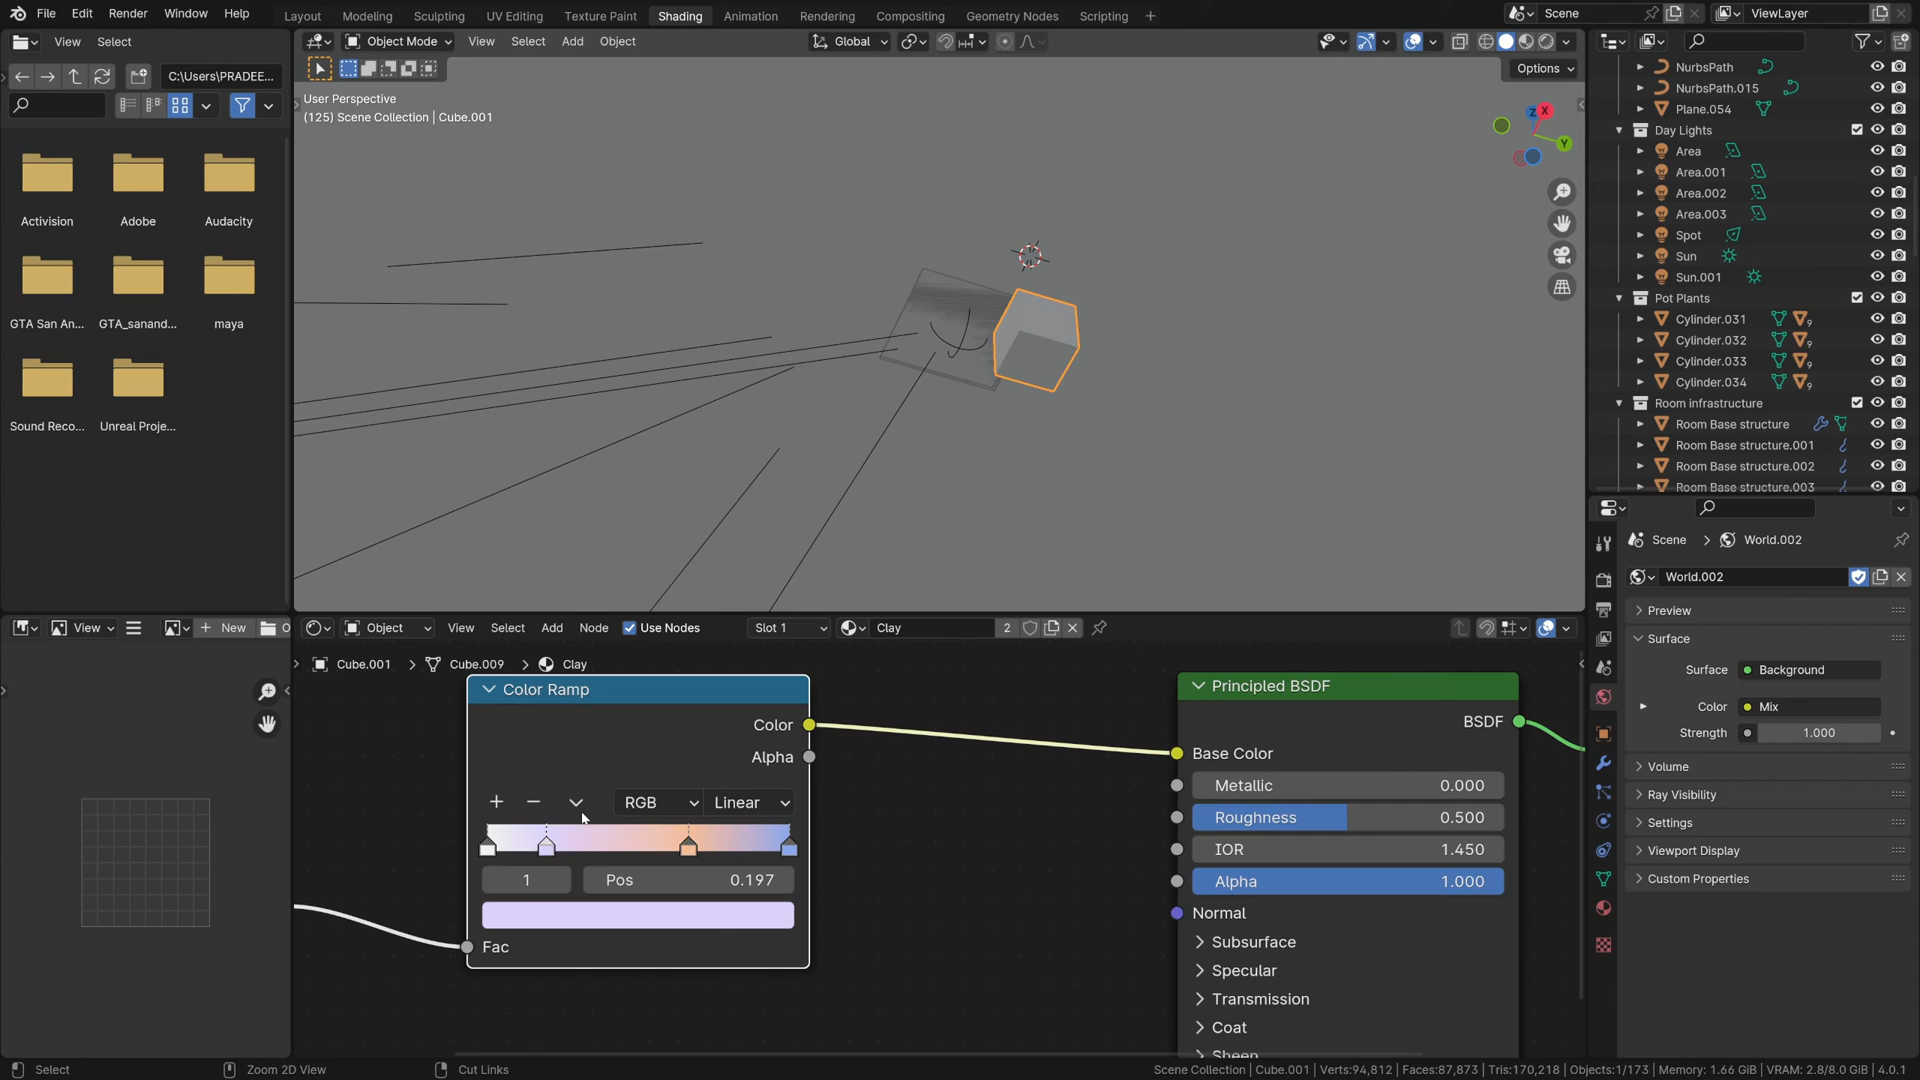 File Edit Render Window Help
Layout Modeling Sculpting UV Editing Texture Paint Shading Animation Rendering Compositing Geometry Nodes Scripting
Scene
ViewLayer
View Select
Object Mode View Select Add Object
Global
C:\Users\PRADEE...
Options
User Perspective
(125) Scene Collection | Cube.001
Z X Y
Activision Adobe Audacity
GTA San An... GTA_sanand... maya
Sound Reco... Unreal Proje...
NurbsPath
NurbsPath.015
Plane.054
Day Lights
Area
Area.001
Area.002
Area.003
Spot
Sun
Sun.001
Pot Plants
Cylinder.031 9
Cylinder.032 9
Cylinder.033 9
Cylinder.034 9
Room infrastructure
Room Base structure
Room Base structure.001
Room Base structure.002
Room Base structure.003
Scene World.002
World.002
Preview
Surface
Surface Background
Color Mix
Strength 1.000
Volume
Ray Visibility
Settings
Viewport Display
Custom Properties
View New O
Object View Select Add Node Use Nodes Slot 1 Clay 2
Cube.001 Cube.009 Clay
Color Ramp
Color
Alpha
RGB Linear
1 Pos 0.197
Fac
Principled BSDF
BSDF
Base Color
Metallic 0.000
Roughness 0.500
IOR 1.450
Alpha 1.000
Normal
Subsurface
Specular
Transmission
Coat
Sheen
Select Zoom 2D View Cut Links
Scene Collection | Cube.001 | Verts:94,812 | Faces:87,873 | Tris:170,218 | Objects:1/173 | Memory: 1.66 GiB | VRAM: 2.8/8.0 GiB | 4.0.1